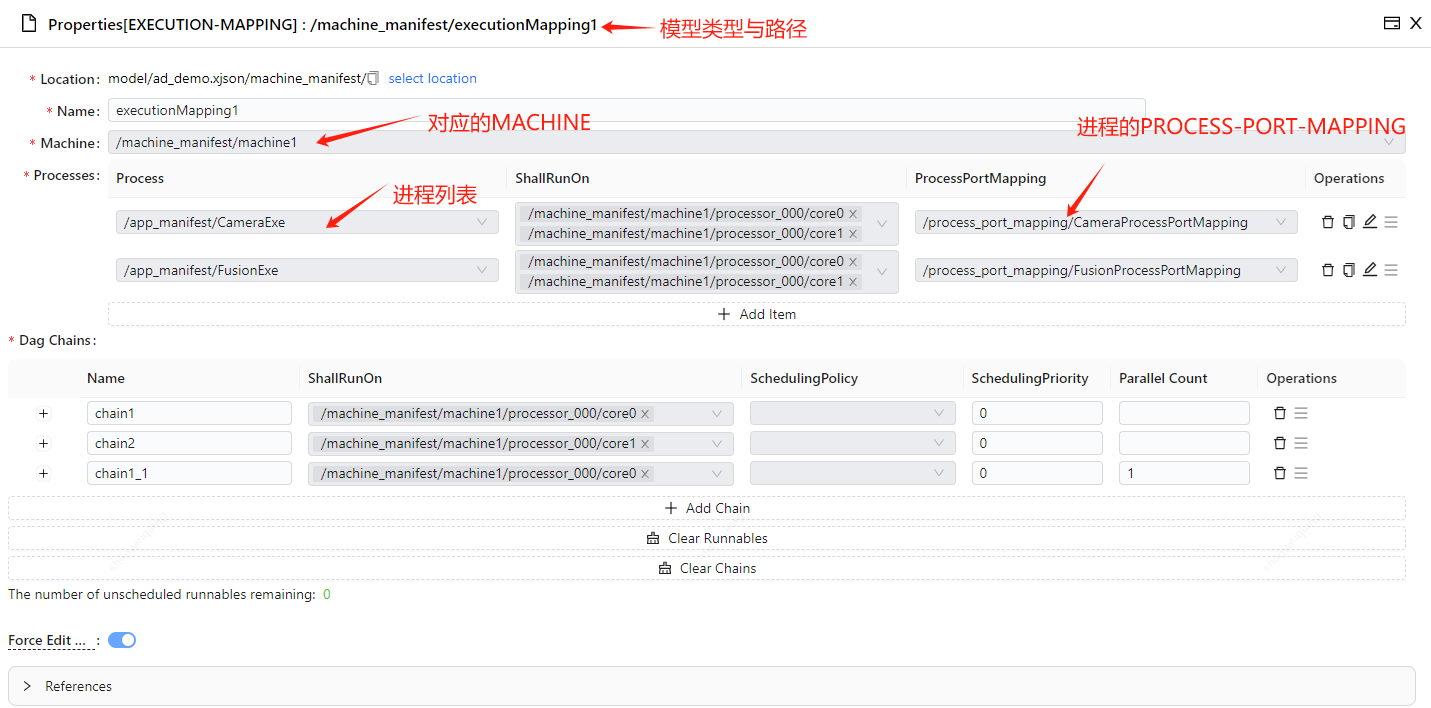 Properties[EXECUTION-MAPPING] : /machine_manifest/executionMapping1 模型类型与路径
* Location: model/ad_demo.xjson/machine_manifest/ select location
* Name: executionMapping1
对应的MACHINE
* Machine: /machine_manifest/machine1
进程的PROCESS-PORT-MAPPING
* Processes: Process ShallRunOn ProcessPortMapping Operations
进程列表
/app_manifest/CameraExe /machine_manifest/machine1/processor_000/core0 × /process_port_mapping/CameraProcessPortMapping
/machine_manifest/machine1/processor_000/core1 ×
/app_manifest/FusionExe /machine_manifest/machine1/processor_000/core0 × /process_port_mapping/FusionProcessPortMapping
/machine_manifest/machine1/processor_000/core1 ×
+ Add Item
* Dag Chains:
Name ShallRunOn SchedulingPolicy SchedulingPriority Parallel Count Operations
+ chain1 /machine_manifest/machine1/processor_000/core0 × 0
+ chain2 /machine_manifest/machine1/processor_000/core1 × 0
+ chain1_1 /machine_manifest/machine1/processor_000/core0 × 0 1
+ Add Chain
Clear Runnables
Clear Chains
The number of unscheduled runnables remaining: 0
Force Edit ... :
References